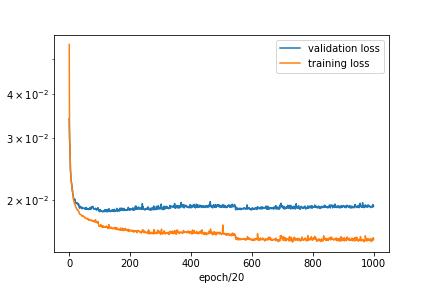 validation loss
training loss
4 × 10⁻²
3 × 10⁻²
2 × 10⁻²
0 200 400 600 800 1000
epoch/20